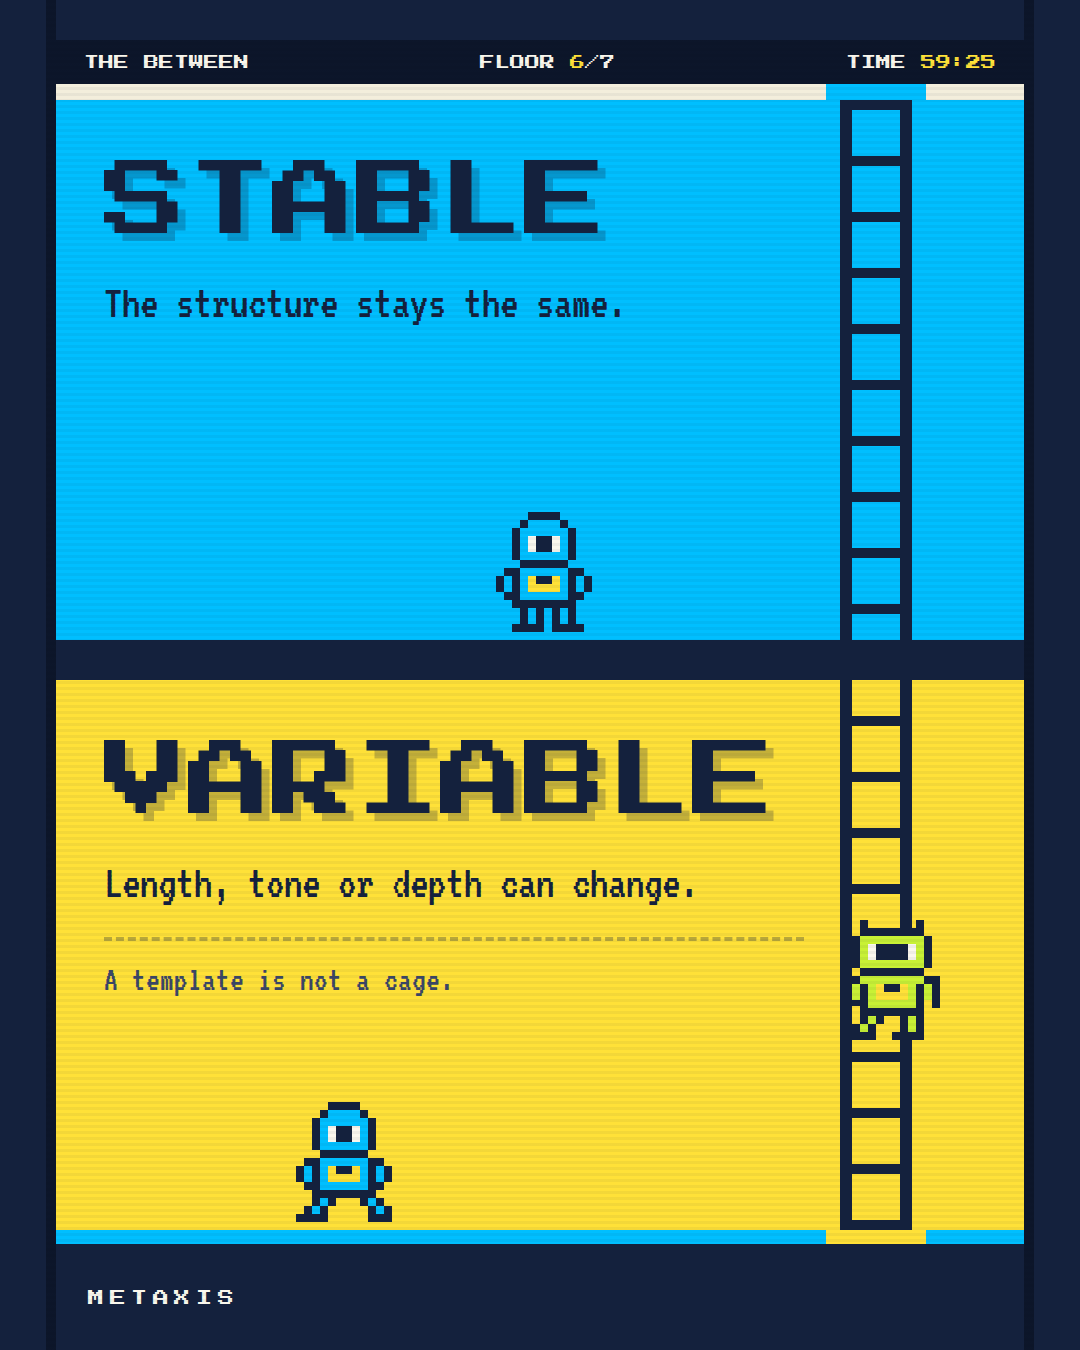 THE BETWEEN FLOOR 6/7 TIME 59:25
STABLE
The structure stays the same.
VARIABLE
Length, tone or depth can change.
A template is not a cage.
METAXIS